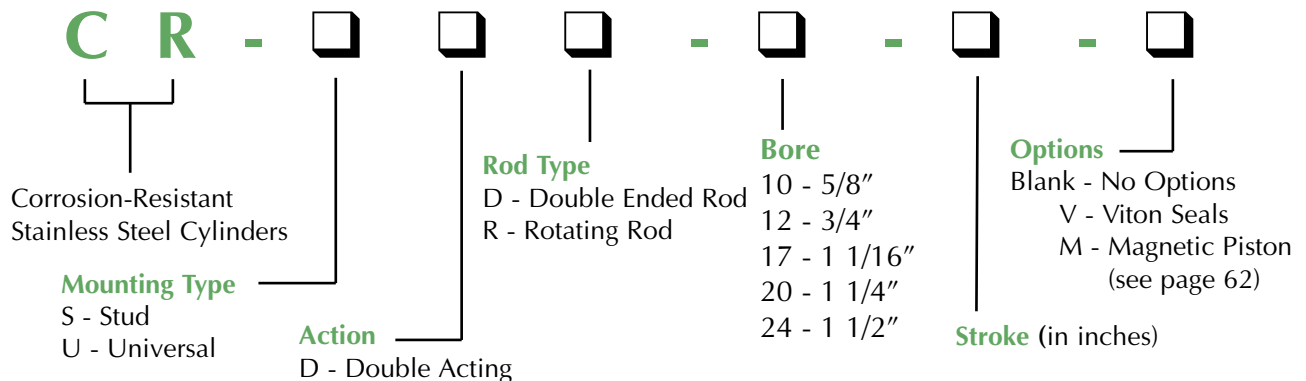 C R - ❑ ❑ ❑ - ❑ - ❑ - ❑
Corrosion-Resistant
Stainless Steel Cylinders
Mounting Type
S - Stud
U - Universal
Action
D - Double Acting
Rod Type
D - Double Ended Rod
R - Rotating Rod
Bore
10 - 5/8″
12 - 3/4″
17 - 1 1/16″
20 - 1 1/4″
24 - 1 1/2″
Stroke (in inches)
Options
Blank - No Options
V - Viton Seals
M - Magnetic Piston
(see page 62)